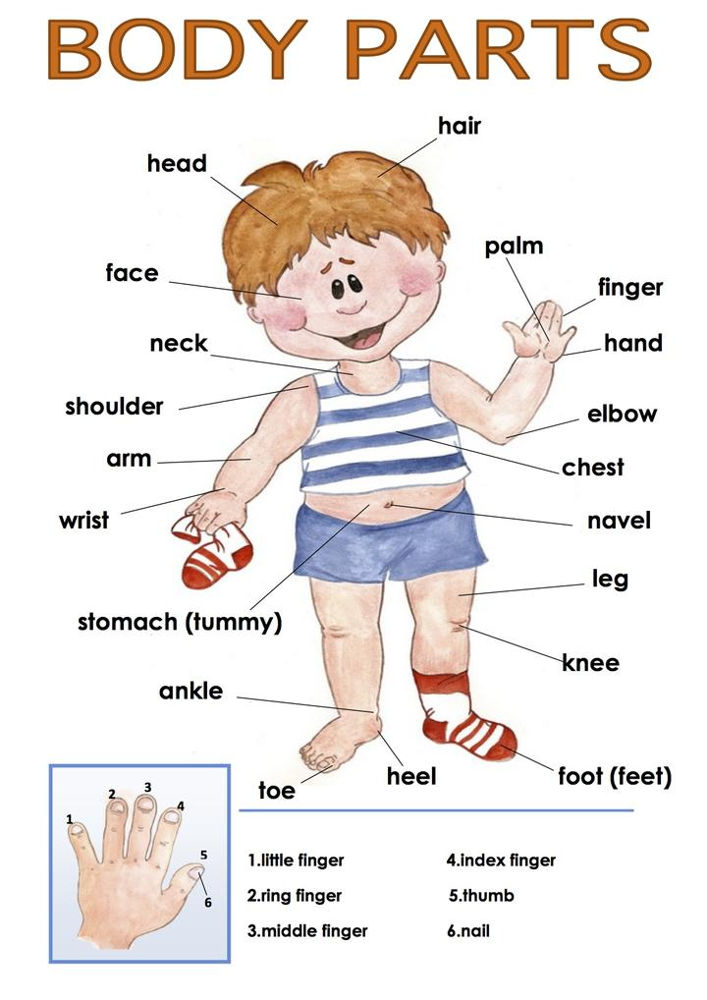 BODY PARTS
hair
head
palm
face
finger
neck
hand
shoulder
elbow
arm
chest
wrist
navel
leg
stomach (tummy)
knee
ankle
heel
foot (feet)
toe
1
2
3
4
5
6
1.little finger
4.index finger
2.ring finger
5.thumb
3.middle finger
6.nail